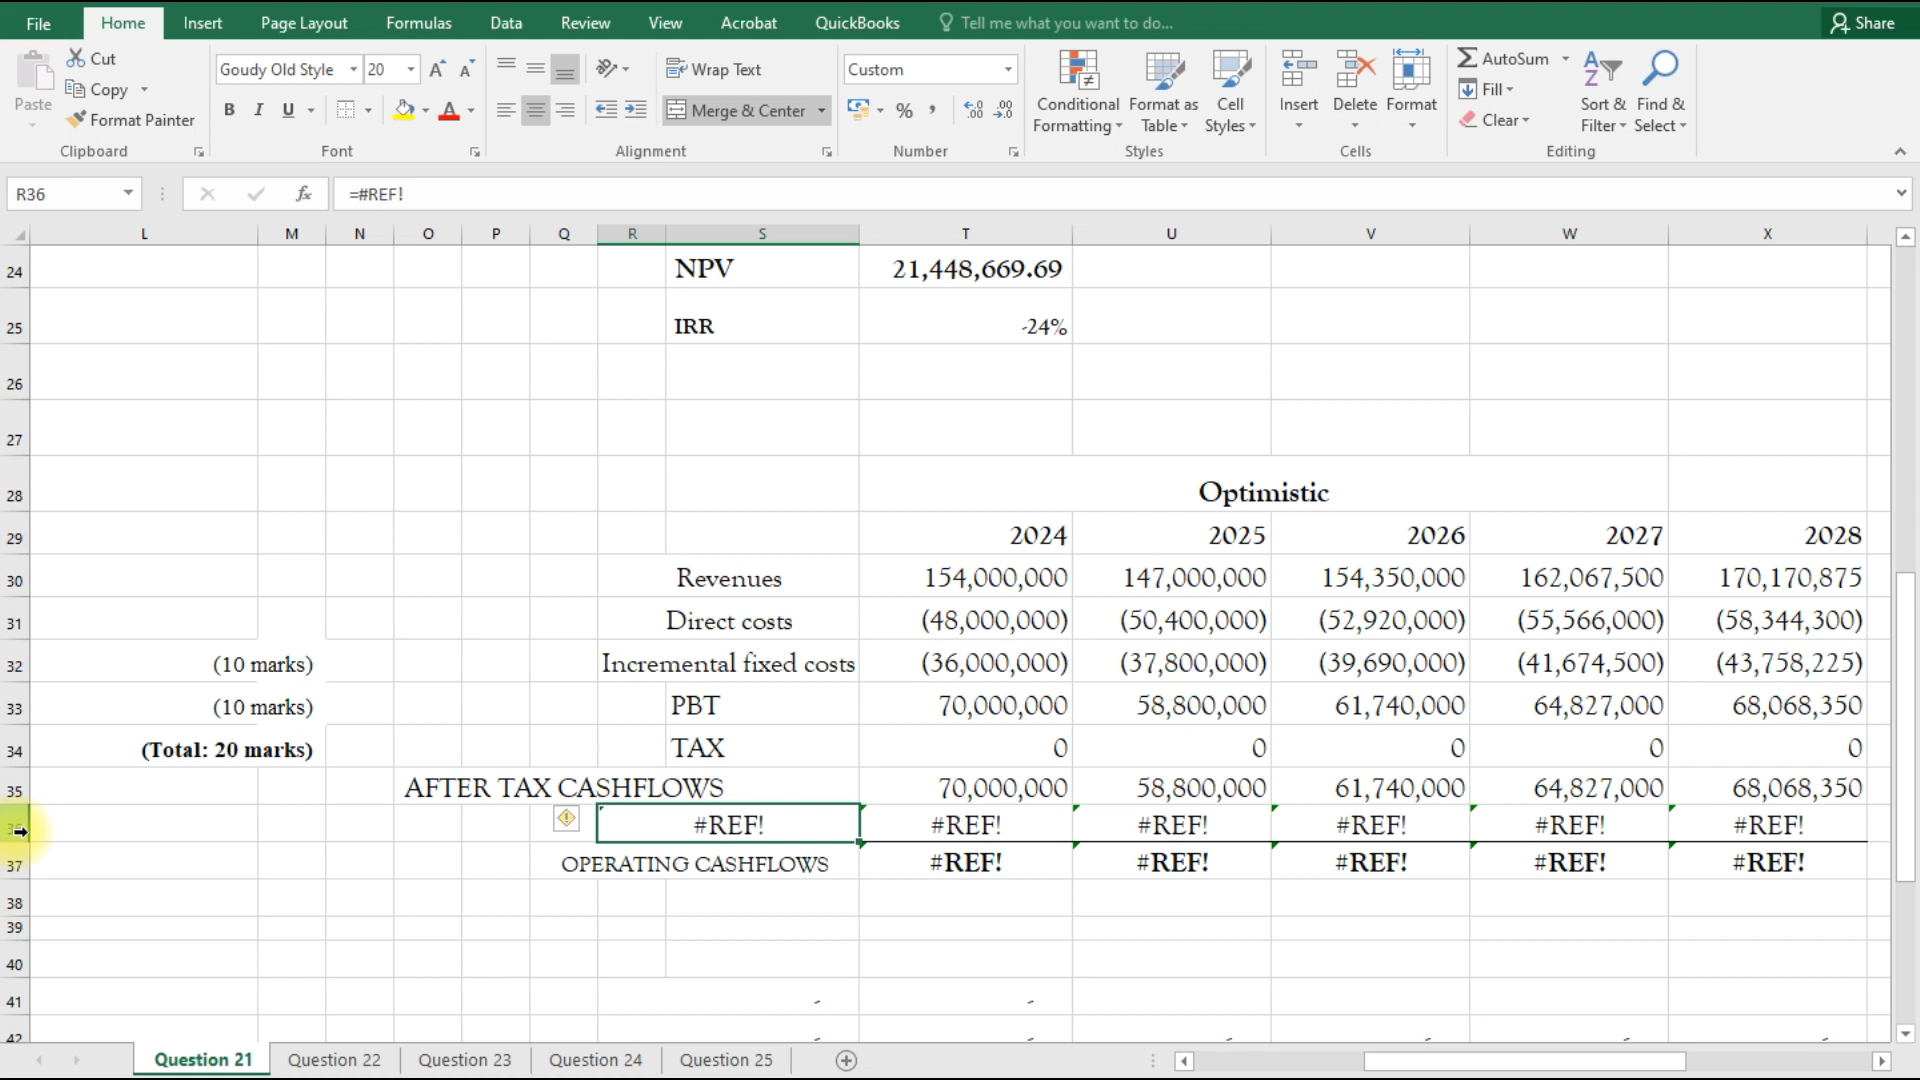 File Home Insert Page Layout Formulas Data Review View Acrobat QuickBooks Tell me what you want to do... Share
Cut
Copy
Format Painter
Paste
Clipboard
Goudy Old Style 20 A A
B I U A
Font
Wrap Text
Merge & Center
Alignment
Custom
% , .0 .00
Number
Conditional Formatting Format as Table Cell Styles
Styles
Insert Delete Format
Cells
AutoSum
Fill
Clear
Sort & Filter Find & Select
Editing
R36 fx =#REF!
L M N O P Q R S T U V W X
24 NPV 21,448,669.69
25 IRR -24%
26
27
28 Optimistic
29 2024 2025 2026 2027 2028
30 Revenues 154,000,000 147,000,000 154,350,000 162,067,500 170,170,875
31 Direct costs (48,000,000) (50,400,000) (52,920,000) (55,566,000) (58,344,300)
32 (10 marks) Incremental fixed costs (36,000,000) (37,800,000) (39,690,000) (41,674,500) (43,758,225)
33 (10 marks) PBT 70,000,000 58,800,000 61,740,000 64,827,000 68,068,350
34 (Total: 20 marks) TAX 0 0 0 0 0
35 AFTER TAX CASHFLOWS 70,000,000 58,800,000 61,740,000 64,827,000 68,068,350
36 #REF! #REF! #REF! #REF! #REF! #REF!
37 OPERATING CASHFLOWS #REF! #REF! #REF! #REF! #REF!
38
39
40
41 - -
42
Question 21 Question 22 Question 23 Question 24 Question 25